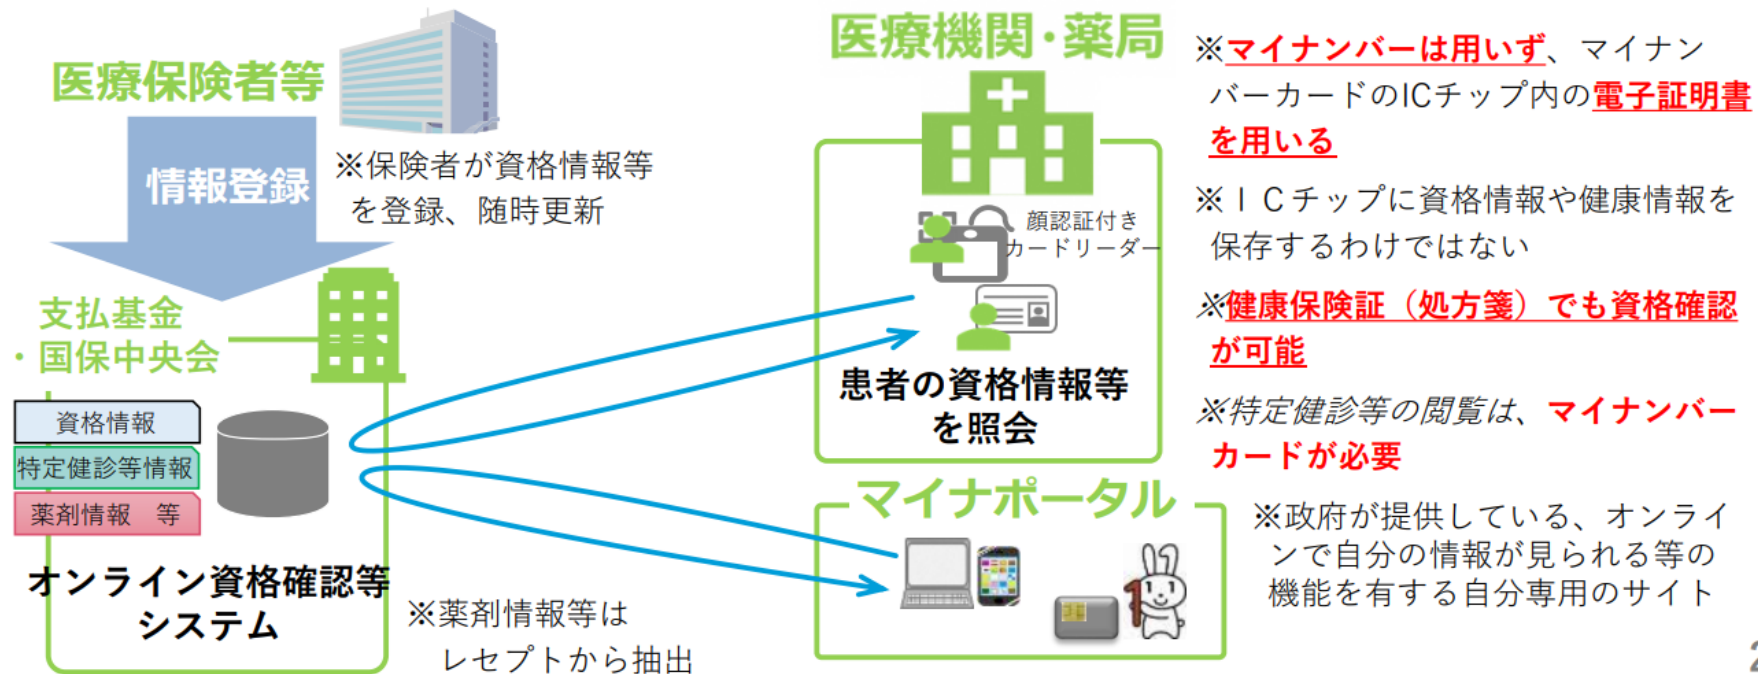 医療保険者等
情報登録
※保険者が資格情報等
を登録、随時更新
支払基金
・国保中央会
資格情報
特定健診等情報
薬剤情報　等
オンライン資格確認等
システム
※薬剤情報等は
レセプトから抽出
医療機関・薬局
顔認証付き
カードリーダー
患者の資格情報等
を照会
マイナポータル
※マイナンバーは用いず、マイナン
バーカードのICチップ内の電子証明書
を用いる
※ＩＣチップに資格情報や健康情報を
保存するわけではない
※健康保険証（処方箋）でも資格確認
が可能
※特定健診等の閲覧は、マイナンバー
カードが必要
※政府が提供している、オンライ
ンで自分の情報が見られる等の
機能を有する自分専用のサイト